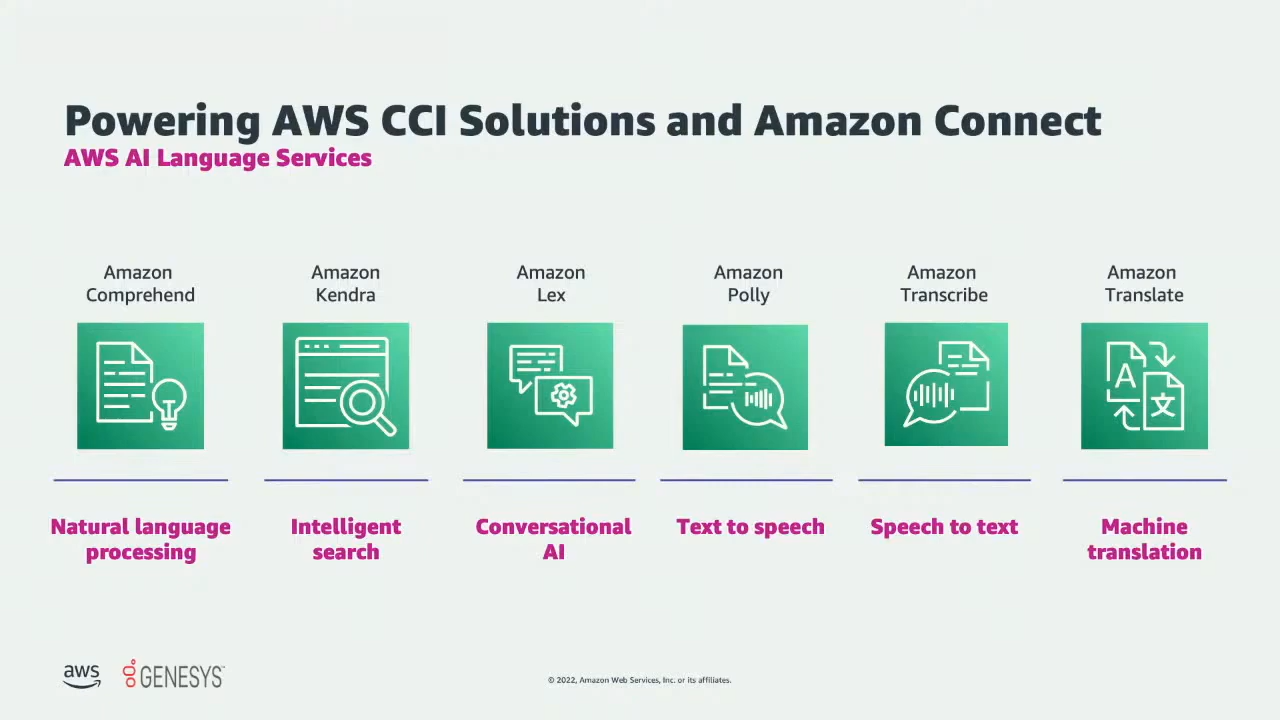 Powering AWS CCI Solutions and Amazon Connect
AWS AI Language Services
Amazon
Comprehend
Amazon
Kendra
Amazon
Lex
Amazon
Polly
Amazon
Transcribe
Amazon
Translate
A
文
Natural language
processing
Intelligent
search
Conversational
AI
Text to speech
Speech to text
Machine
translation
aws
GENESYS™
© 2022, Amazon Web Services, Inc. or its affiliates.